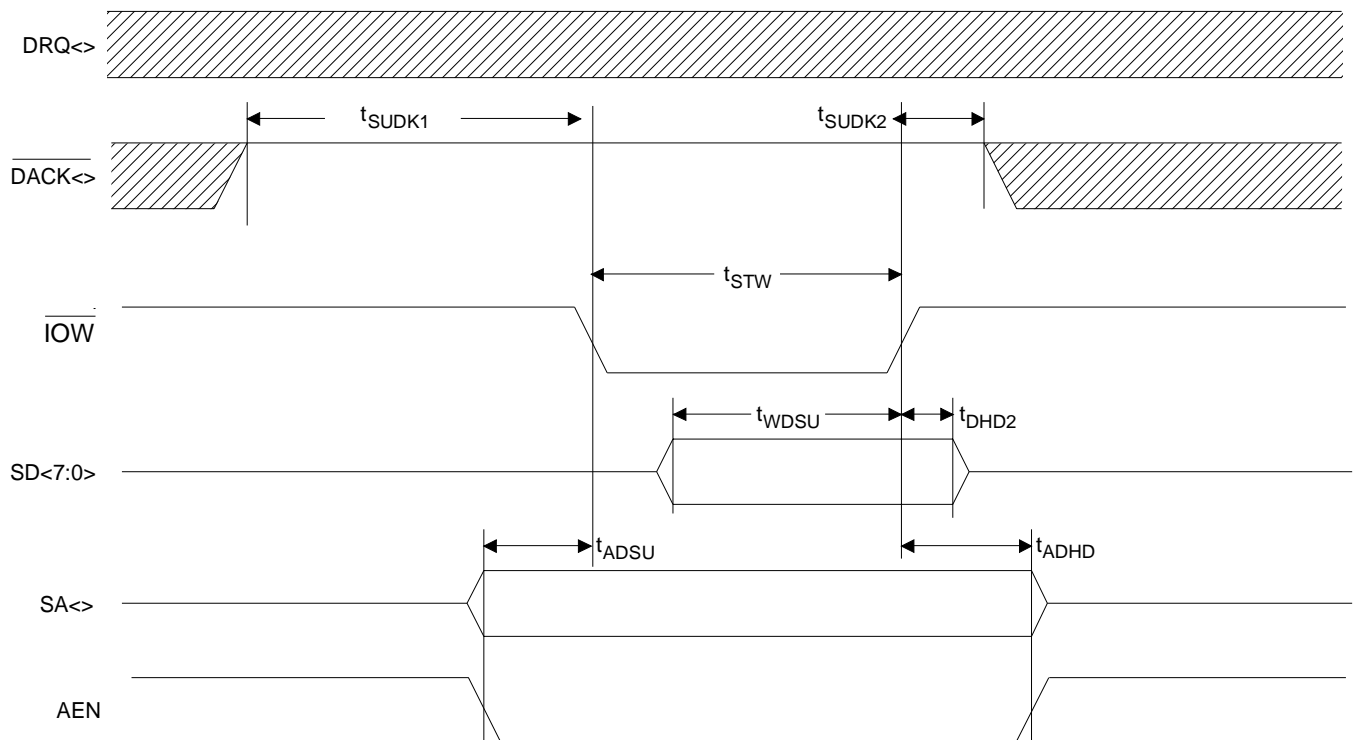 DRQ<>
tSUDK1
tSUDK2
DACK<>
tSTW
IOW
tWDSU
tDHD2
SD<7:0>
tADSU
tADHD
SA<>
AEN